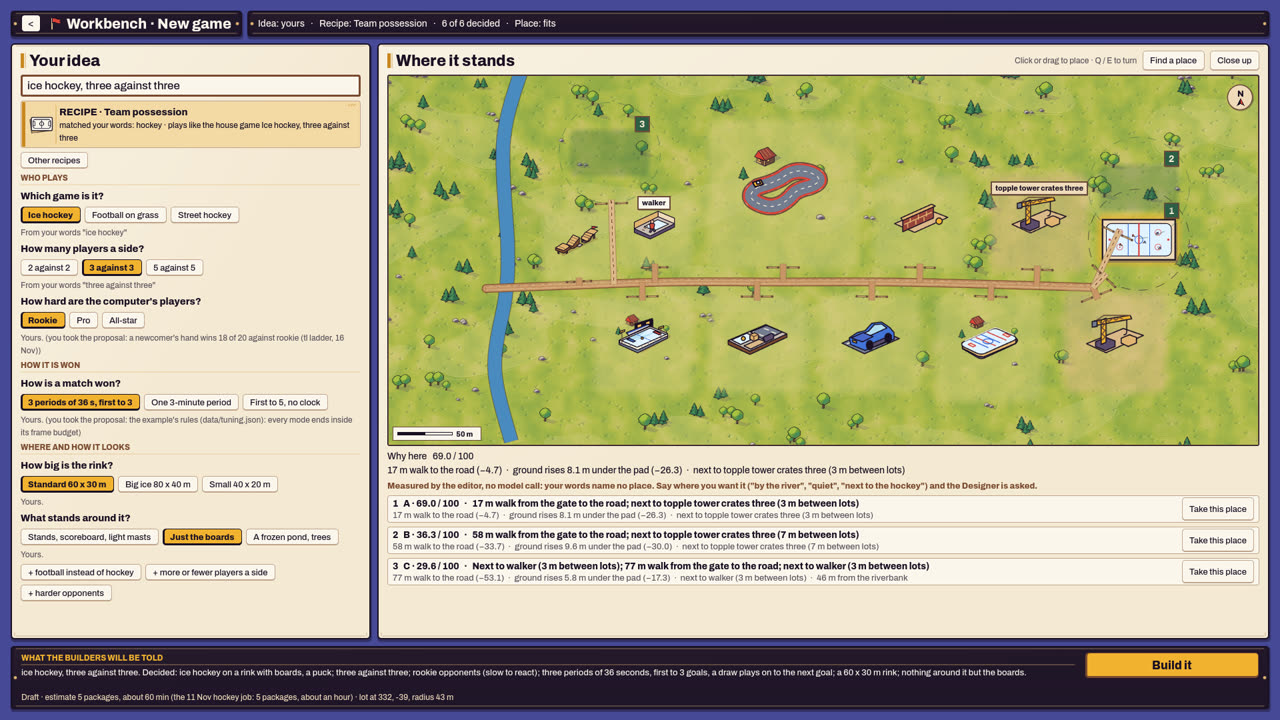 <
Workbench · New game
Idea: yours · Recipe: Team possession · 6 of 6 decided · Place: fits
Your idea
ice hockey, three against three
RECIPE · Team possession
matched your words: hockey · plays like the house game Ice hockey, three against
three
Other recipes
WHO PLAYS
Which game is it?
Ice hockey
Football on grass
Street hockey
From your words "ice hockey"
How many players a side?
2 against 2
3 against 3
5 against 5
From your words "three against three"
How hard are the computer's players?
Rookie
Pro
All-star
Yours. (you took the proposal: a newcomer's hand wins 18 of 20 against rookie (tl ladder, 16
Nov))
HOW IT IS WON
How is a match won?
3 periods of 36 s, first to 3
One 3-minute period
First to 5, no clock
Yours. (you took the proposal: the example's rules (data/tuning.json): every mode ends inside
its frame budget)
WHERE AND HOW IT LOOKS
How big is the rink?
Standard 60 x 30 m
Big ice 80 x 40 m
Small 40 x 20 m
Yours.
What stands around it?
Stands, scoreboard, light masts
Just the boards
A frozen pond, trees
Yours.
+ football instead of hockey
+ more or fewer players a side
+ harder opponents
Where it stands
Click or drag to place · Q / E to turn
Find a place
Close up
N
3
2
topple tower crates three
walker
1
50 m
Why here 69.0 / 100
17 m walk to the road (−4.7) · ground rises 8.1 m under the pad (−26.3) · next to topple tower crates three (3 m between lots)
Measured by the editor, no model call: your words name no place. Say where you want it ("by the river", "quiet", "next to the hockey") and the Designer is asked.
1 A · 69.0 / 100 · 17 m walk from the gate to the road; next to topple tower crates three (3 m between lots)
17 m walk to the road (−4.7) · ground rises 8.1 m under the pad (−26.3) · next to topple tower crates three (3 m between lots)
Take this place
2 B · 36.3 / 100 · 58 m walk from the gate to the road; next to topple tower crates three (7 m between lots)
58 m walk to the road (−33.7) · ground rises 9.6 m under the pad (−30.0) · next to topple tower crates three (7 m between lots)
Take this place
3 C · 29.6 / 100 · Next to walker (3 m between lots); 77 m walk from the gate to the road; next to walker (3 m between lots)
77 m walk to the road (−53.1) · ground rises 5.8 m under the pad (−17.3) · next to walker (3 m between lots) · 46 m from the riverbank
Take this place
WHAT THE BUILDERS WILL BE TOLD
ice hockey, three against three. Decided: ice hockey on a rink with boards, a puck; three against three; rookie opponents (slow to react); three periods of 36 seconds, first to 3 goals, a draw plays on to the next goal; a 60 x 30 m rink; nothing around it but the boards.
Draft · estimate 5 packages, about 60 min (the 11 Nov hockey job: 5 packages, about an hour) · lot at 332, -39, radius 43 m
Build it